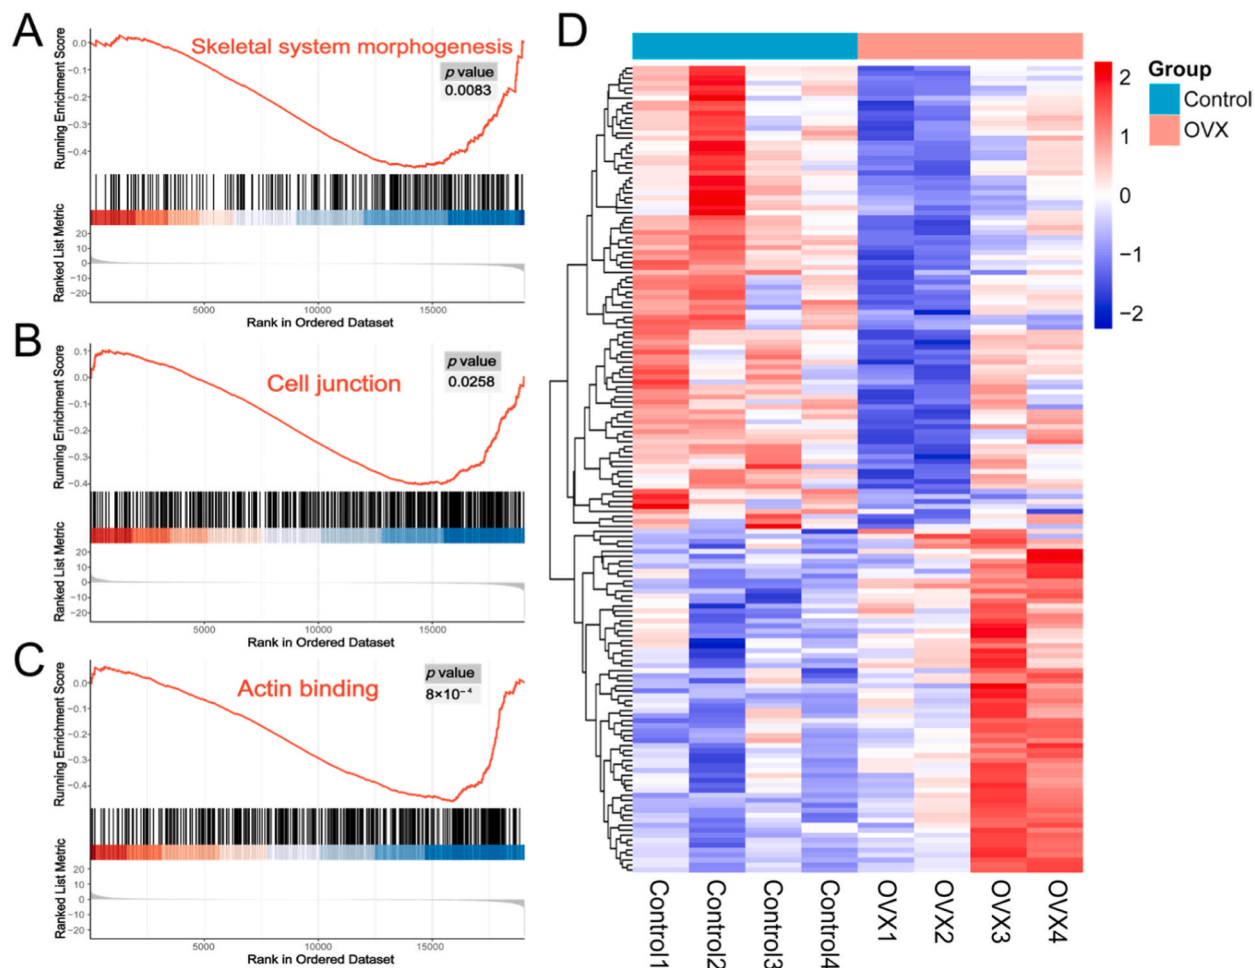 A
Running Enrichment Score
0.0
−0.1
−0.2
−0.3
−0.4
Skeletal system morphogenesis
p value
0.0083
Ranked List Metric
20
10
0
−10
−20
5000
10000
15000
Rank in Ordered Dataset
B
Running Enrichment Score
0.1
0.0
−0.1
−0.2
−0.3
−0.4
Cell junction
p value
0.0258
Ranked List Metric
20
10
0
−10
−20
5000
10000
15000
Rank in Ordered Dataset
C
Running Enrichment Score
0.0
−0.1
−0.2
−0.3
−0.4
Actin binding
p value
8×10⁻⁴
Ranked List Metric
20
10
0
−10
−20
5000
10000
15000
Rank in Ordered Dataset
D
2
1
0
−1
−2
Group
Control
OVX
Control1
Control2
Control3
Control4
OVX1
OVX2
OVX3
OVX4